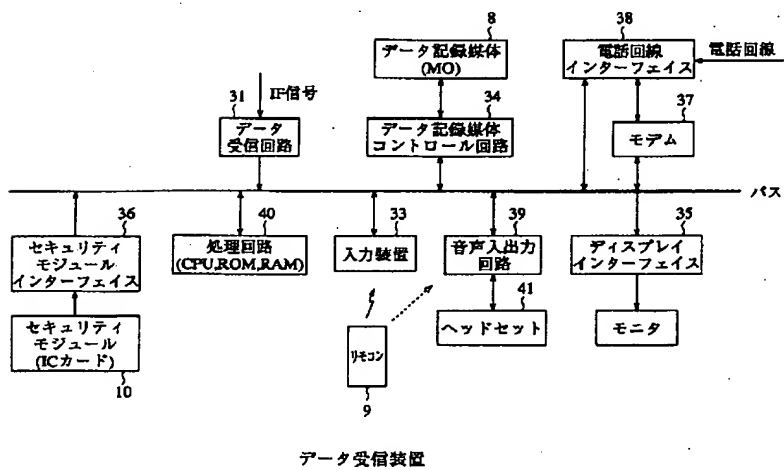 8
データ記録媒体
(MO)
38
電話回線
インターフェイス
電話回線
IF信号
31
データ
受信回路
34
データ記録媒体
コントロール回路
37
モデム
バス
36
セキュリティ
モジュール
インターフェイス
40
処理回路
(CPU,ROM,RAM)
33
入力装置
39
音声入出力
回路
35
ディスプレイ
インターフェイス
セキュリティ
モジュール
(ICカード)
10
リモコン
9
41
ヘッドセット
モニタ
データ受信装置